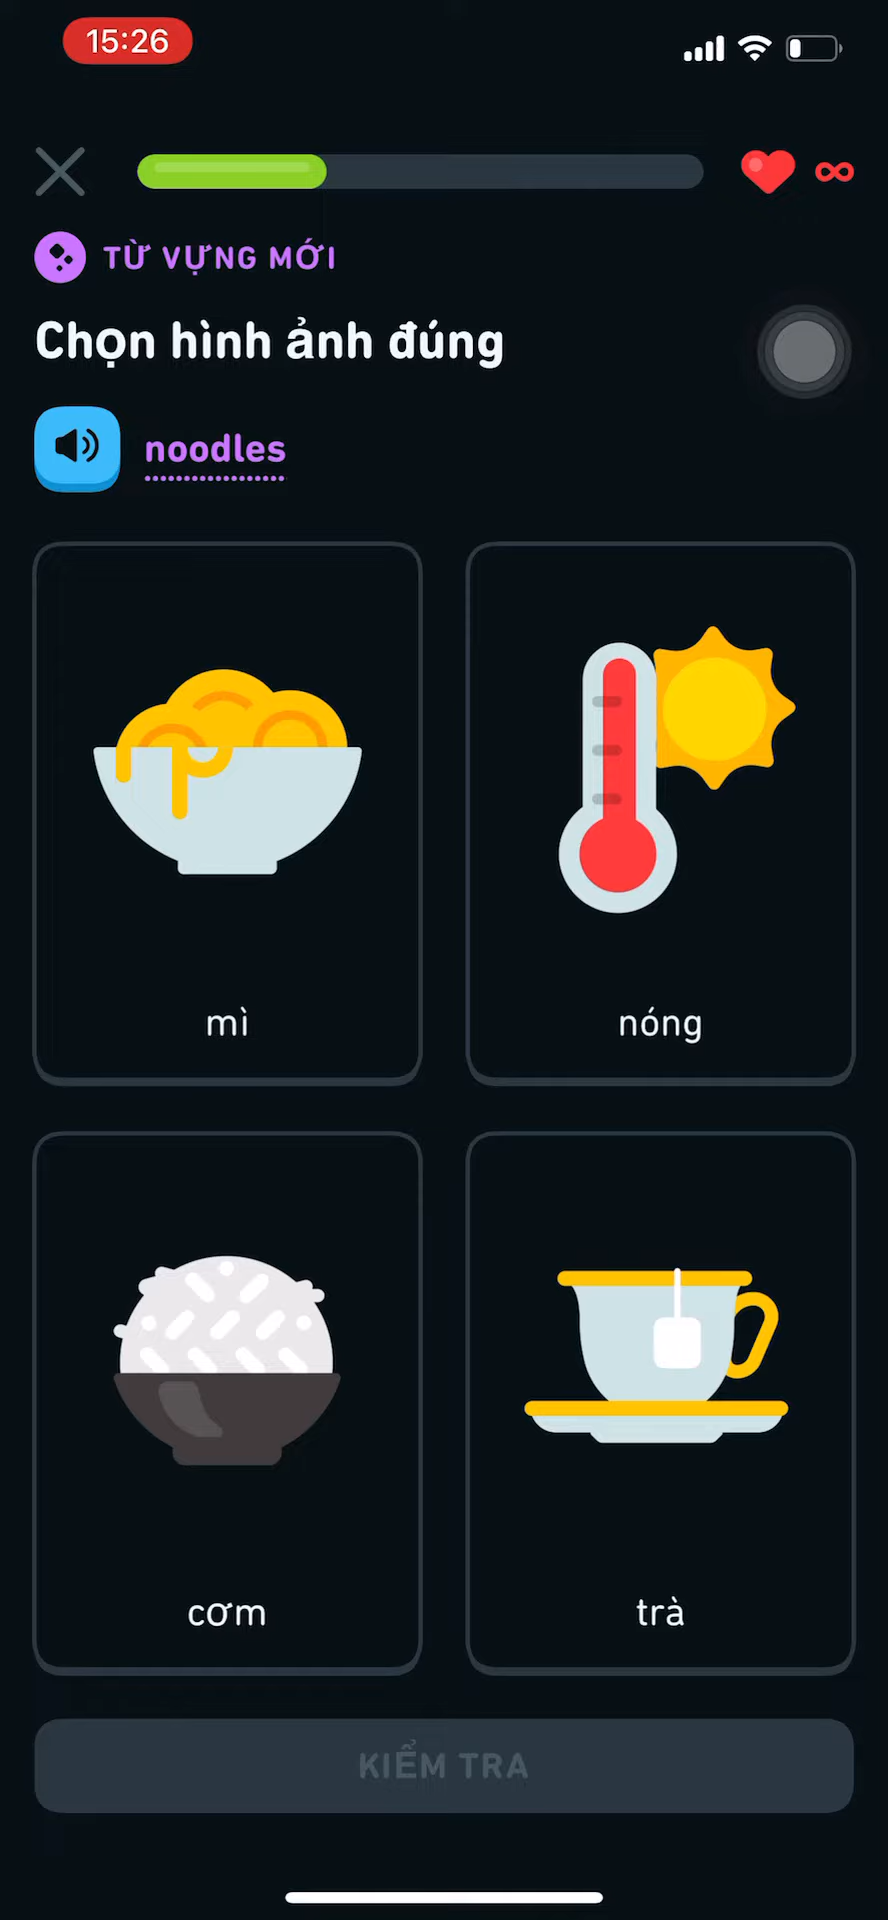 15:26
TỪ VỰNG MỚI
Chọn hình ảnh đúng
noodles
mì
nóng
cơm
trà
KIỂM TRA